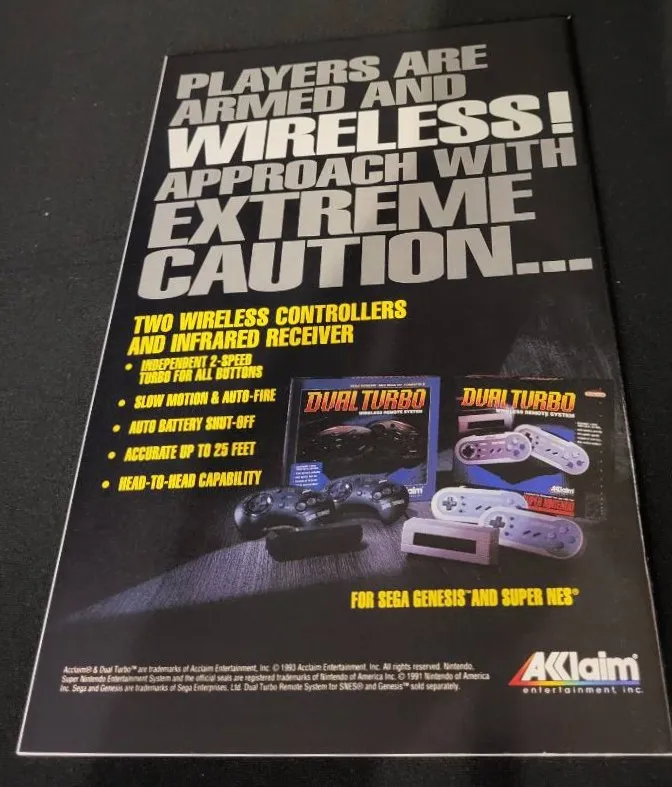 PLAYERS ARE
ARMED AND
WIRELESS!
APPROACH WITH
EXTREME
CAUTION...
TWO WIRELESS CONTROLLERS
AND INFRARED RECEIVER
• INDEPENDENT 2-SPEED
TURBO FOR ALL BUTTONS
• SLOW MOTION & AUTO-FIRE
• AUTO BATTERY SHUT-OFF
• ACCURATE UP TO 25 FEET
• HEAD-TO-HEAD CAPABILITY
DUAL TURBO
WIRELESS REMOTE SYSTEM
DUAL TURBO
WIRELESS REMOTE SYSTEM
AKKlaim
SUPER NINTENDO
FOR SEGA GENESIS™ AND SUPER NES®
Acclaim® & Dual Turbo™ are trademarks of Acclaim Entertainment, Inc. © 1993 Acclaim Entertainment, Inc. All rights reserved. Nintendo,
Super Nintendo Entertainment System and the official seals are registered trademarks of Nintendo of America Inc. © 1991 Nintendo of America
Inc. Sega and Genesis are trademarks of Sega Enterprises, Ltd. Dual Turbo Remote System for SNES® and Genesis™ sold separately.
AKKlaim®
entertainment, inc.